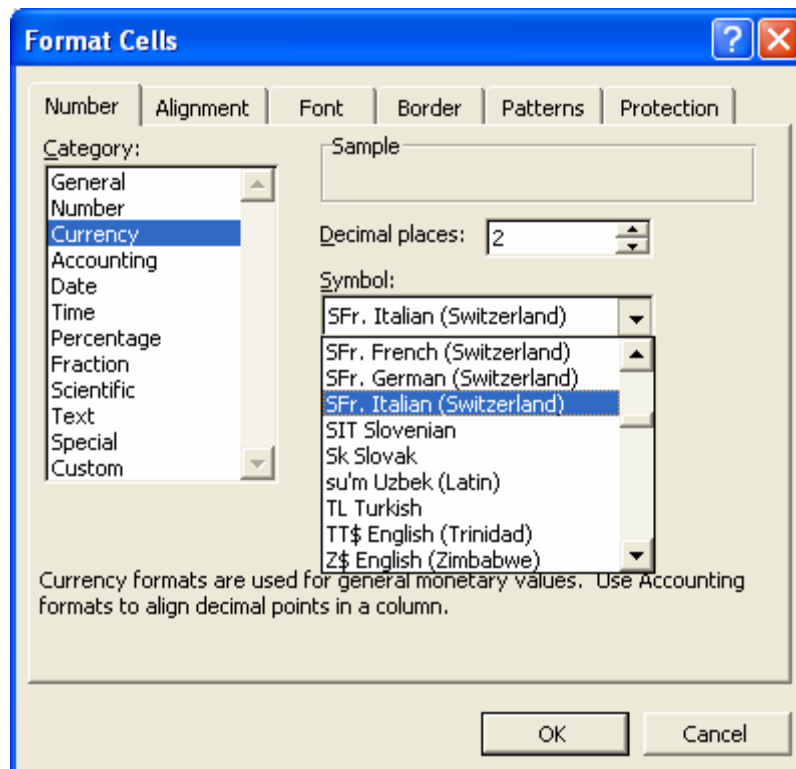 Format Cells
Number Alignment Font Border Patterns Protection
Category:
General
Number
Currency
Accounting
Date
Time
Percentage
Fraction
Scientific
Text
Special
Custom
Sample
Decimal places: 2
Symbol:
SFr. Italian (Switzerland)
SFr. French (Switzerland)
SFr. German (Switzerland)
SFr. Italian (Switzerland)
SIT Slovenian
Sk Slovak
su'm Uzbek (Latin)
TL Turkish
TT$ English (Trinidad)
Z$ English (Zimbabwe)
Currency formats are used for general monetary values. Use Accounting
formats to align decimal points in a column.
OK Cancel